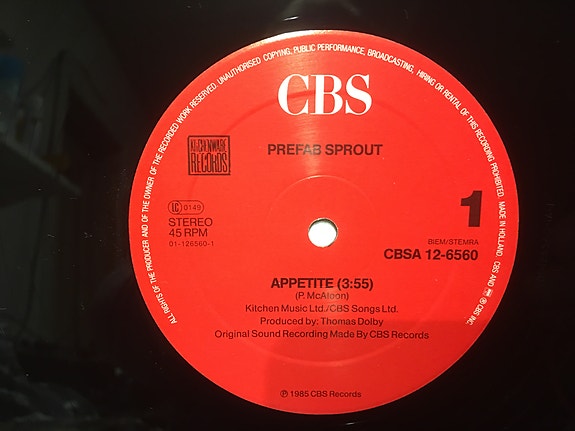 ALL RIGHTS OF THE PRODUCER AND OF THE OWNER OF THE RECORDED WORK RESERVED. UNAUTHORISED COPYING, PUBLIC PERFORMANCE, BROADCASTING, HIRING OR RENTAL OF THIS RECORDING PROHIBITED. MADE IN HOLLAND. CBS AND ℗ © CBS INC.
CBS
KITCHENWARE
RECORDS
PREFAB SPROUT
LC 0149
STEREO
45 RPM
01-126560-1
1
BIEM/STEMRA
CBSA 12-6560
APPETITE (3:55)
(P. McAloon)
Kitchen Music Ltd./CBS Songs Ltd.
Produced by: Thomas Dolby
Original Sound Recording Made By CBS Records
℗ 1985 CBS Records